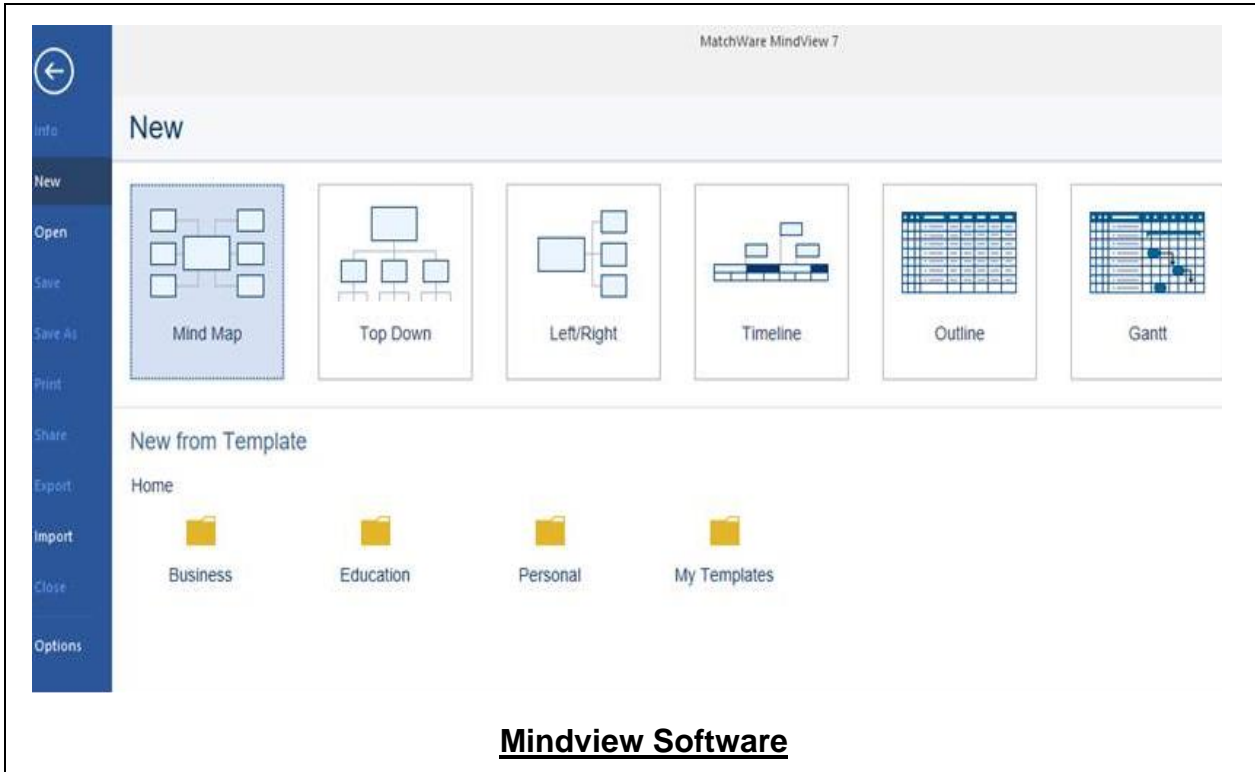 MatchWare MindView 7
Info
New
Open
Save
Save As
Print
Share
Export
Import
Close
Options
New
Mind Map
Top Down
Left/Right
Timeline
Outline
Gantt
New from Template
Home
Business
Education
Personal
My Templates
Mindview Software